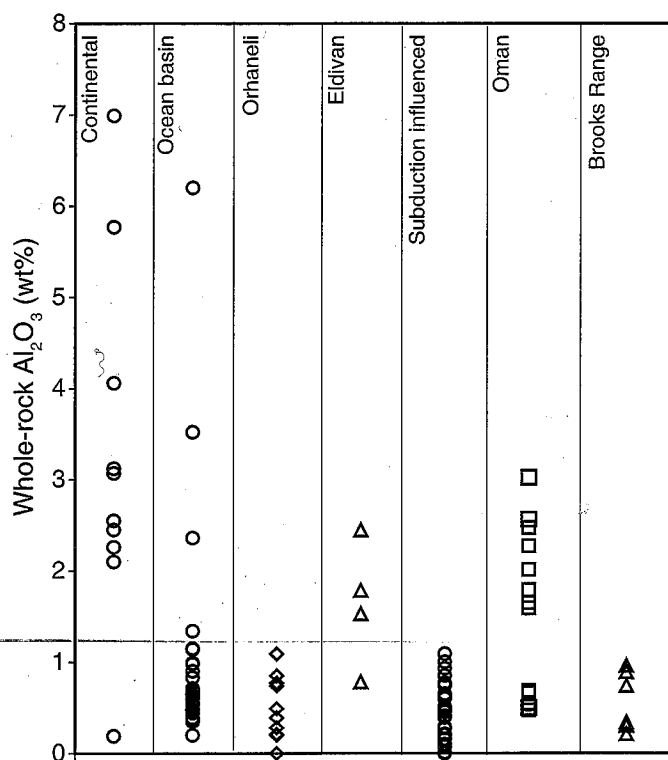 8
7
6
5
4
3
2
1
0
Whole-rock Al₂O₃ (wt%)
Continental
Ocean basin
Orhaneli
Eldivan
Subduction influenced
Oman
Brooks Range